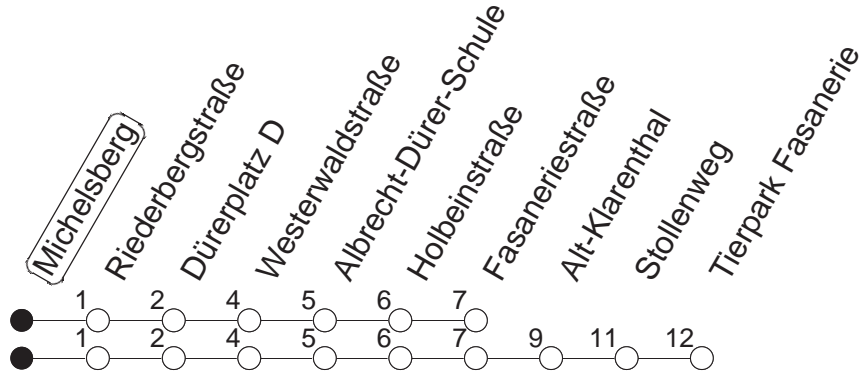 Michelsberg
Riederbergstraße
Dürerplatz D
Westerwaldstraße
Albrecht-Dürer-Schule
Holbeinstraße
Fasaneriestraße
Alt-Klarenthal
Stollenweg
Tierpark Fasanerie
1 2 4 5 6 7
1 2 4 5 6 7 9 11 12